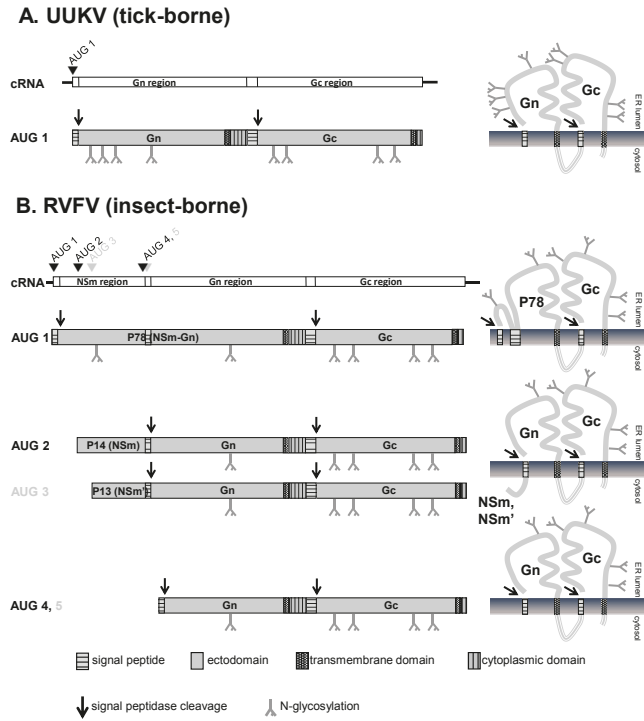 A. UUKV (tick-borne)
AUG 1
cRNA
Gn region
Gc region
AUG 1
Gn
Gc
Gn
Gc
ER lumen
cytosol
B. RVFV (insect-borne)
AUG 1
AUG 2
AUG 3
AUG 4, 5
cRNA
NSm region
Gn region
Gc region
AUG 1
P78 (NSm-Gn)
Gc
P78
Gc
ER lumen
cytosol
AUG 2
P14 (NSm)
Gn
Gc
AUG 3
P13 (NSm'
Gn
Gc
Gn
Gc
ER lumen
cytosol
NSm,
NSm'
AUG 4, 5
Gn
Gc
Gn
Gc
ER lumen
cytosol
signal peptide
ectodomain
transmembrane domain
cytoplasmic domain
signal peptidase cleavage
N-glycosylation